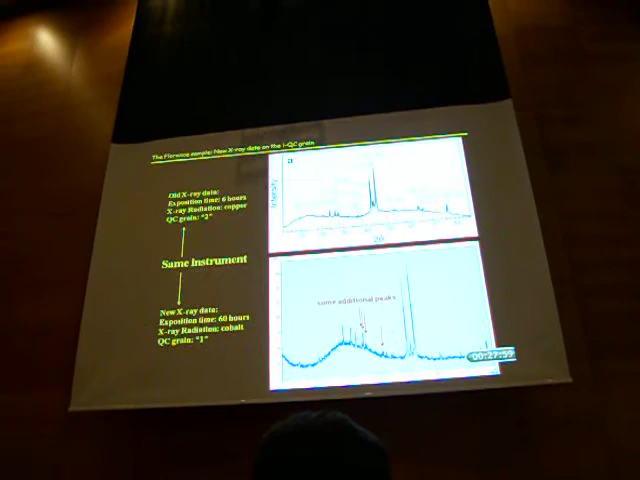 The Florence sample: New X-ray data on the i-QC grain
Old X-ray data:
Exposition time: 6 hours
X-ray Radiation: copper
QC grain: "2"
Same instrument
New X-ray data:
Exposition time: 60 hours
X-ray Radiation: cobalt
QC grain: "1"
a
Intensity
2θ
some additional peaks
00:27:59